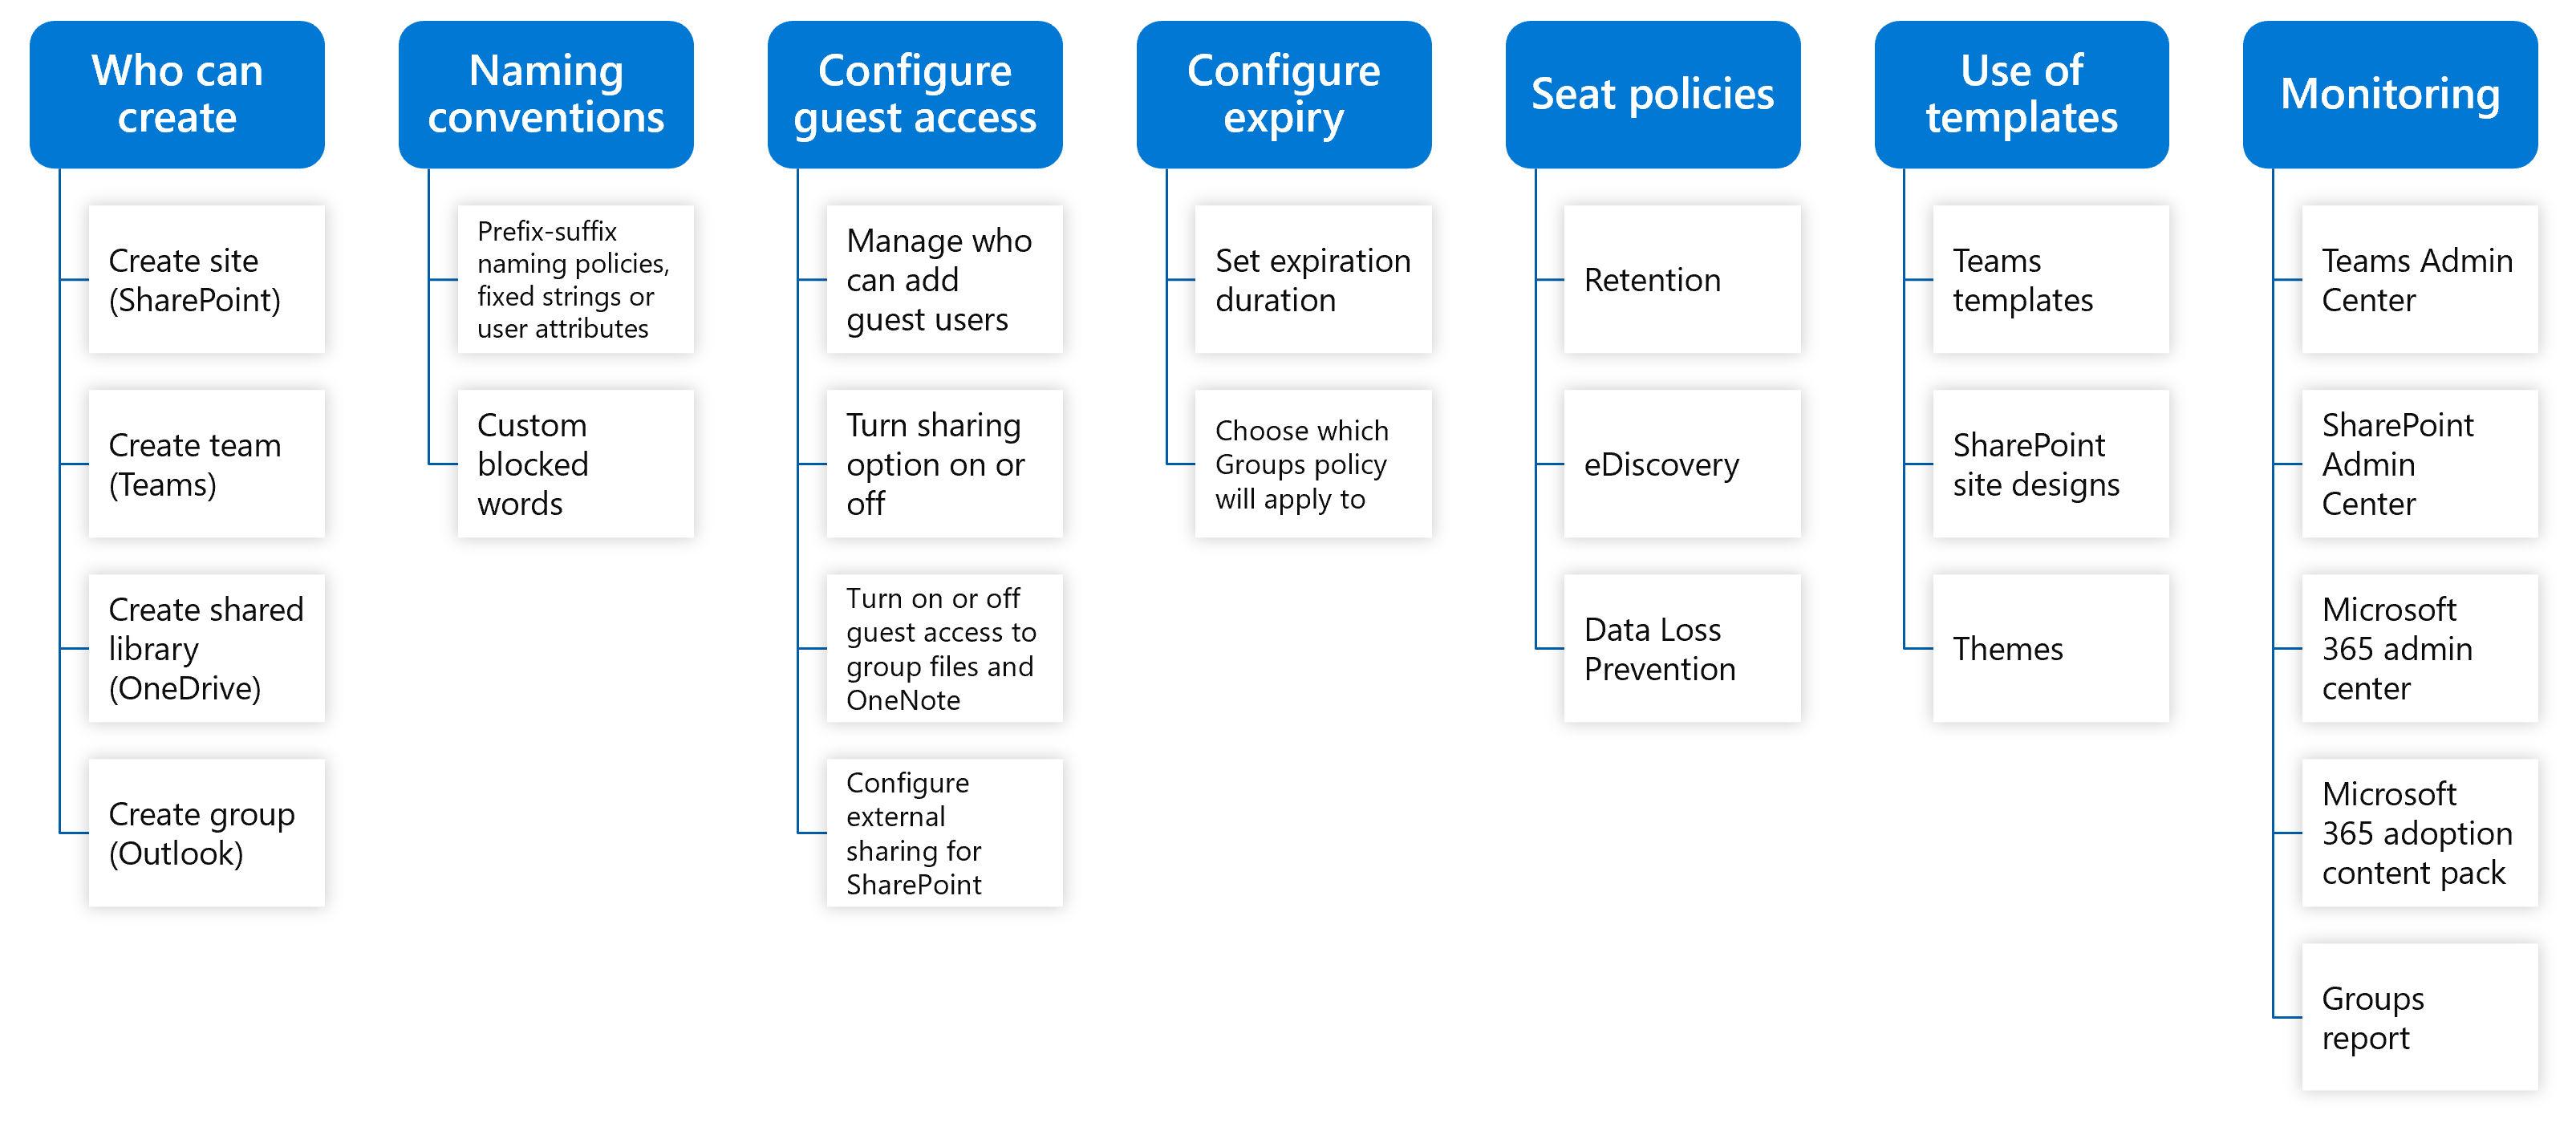 Who can
create
Create site
(SharePoint)
Create team
(Teams)
Create shared
library
(OneDrive)
Create group
(Outlook)
Naming
conventions
Prefix-suffix
naming policies,
fixed strings or
user attributes
Custom
blocked
words
Configure
guest access
Manage who
can add
guest users
Turn sharing
option on or
off
Turn on or off
guest access to
group files and
OneNote
Configure
external
sharing for
SharePoint
Configure
expiry
Set expiration
duration
Choose which
Groups policy
will apply to
Seat policies
Retention
eDiscovery
Data Loss
Prevention
Use of
templates
Teams
templates
SharePoint
site designs
Themes
Monitoring
Teams Admin
Center
SharePoint
Admin
Center
Microsoft
365 admin
center
Microsoft
365 adoption
content pack
Groups
report